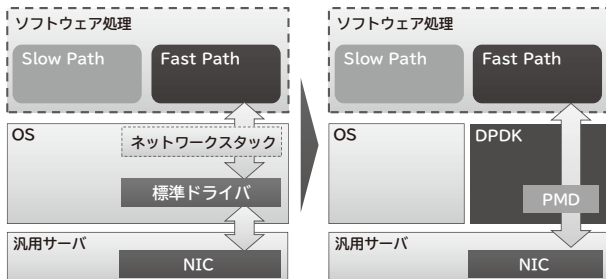 ソフトウェア処理
Slow Path
Fast Path
OS
ネットワークスタック
標準ドライバ
汎用サーバ
NIC
ソフトウェア処理
Slow Path
Fast Path
OS
DPDK
PMD
汎用サーバ
NIC